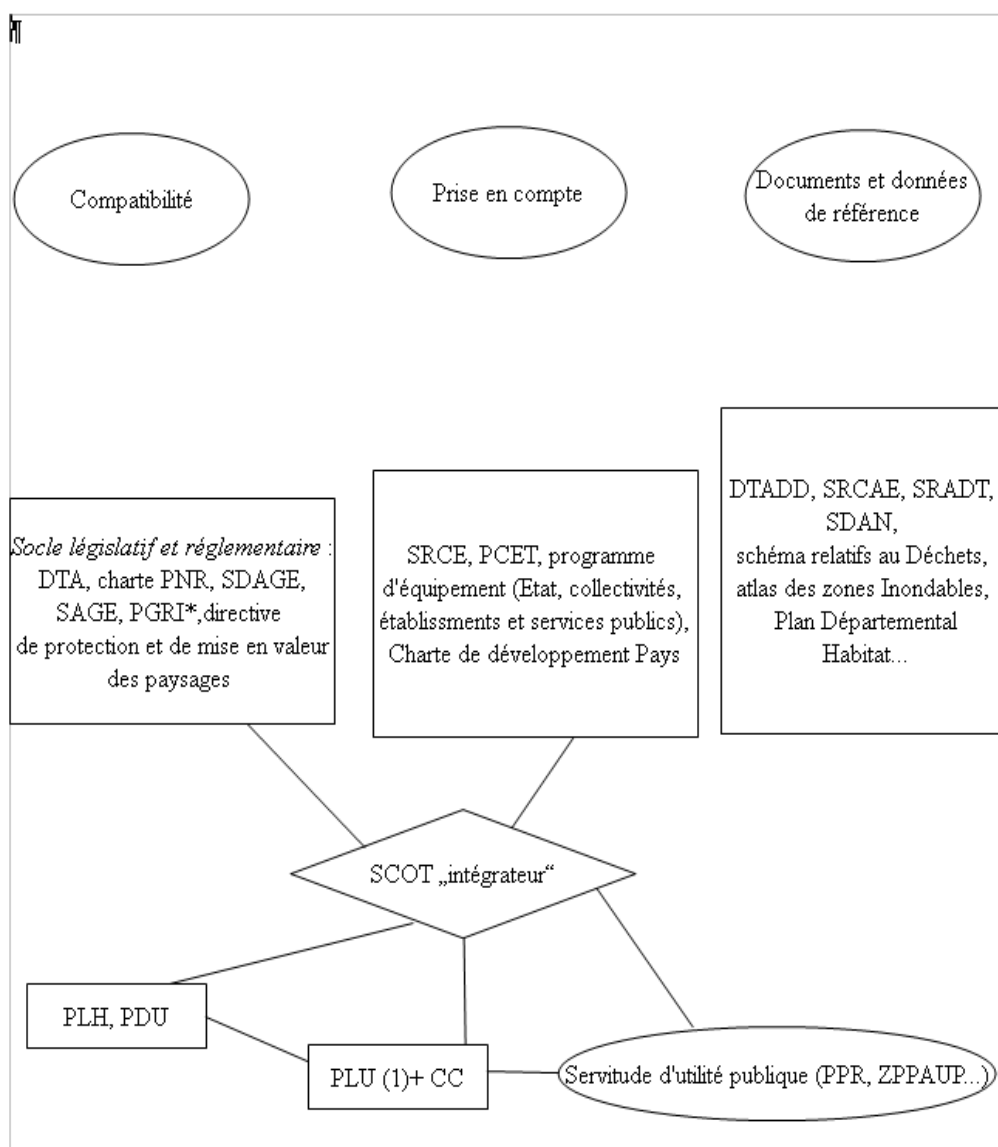 ¶
Compatibilité
Prise en compte
Documents et données
de référence
Socle législatif et réglementaire :
DTA, charte PNR, SDAGE,
SAGE, PGRI*,directive
de protection et de mise en valeur
des paysages
SRCE, PCET, programme
d'équipement (Etat, collectivités,
établissments et services publics),
Charte de développement Pays
DTADD, SRCAE, SRADT,
SDAN,
schéma relatifs au Déchets,
atlas des zones Inondables,
Plan Départemental
Habitat...
SCOT „intégrateur“
PLH, PDU
PLU (1)+ CC
Servitude d'utilité publique (PPR, ZPPAUP...)